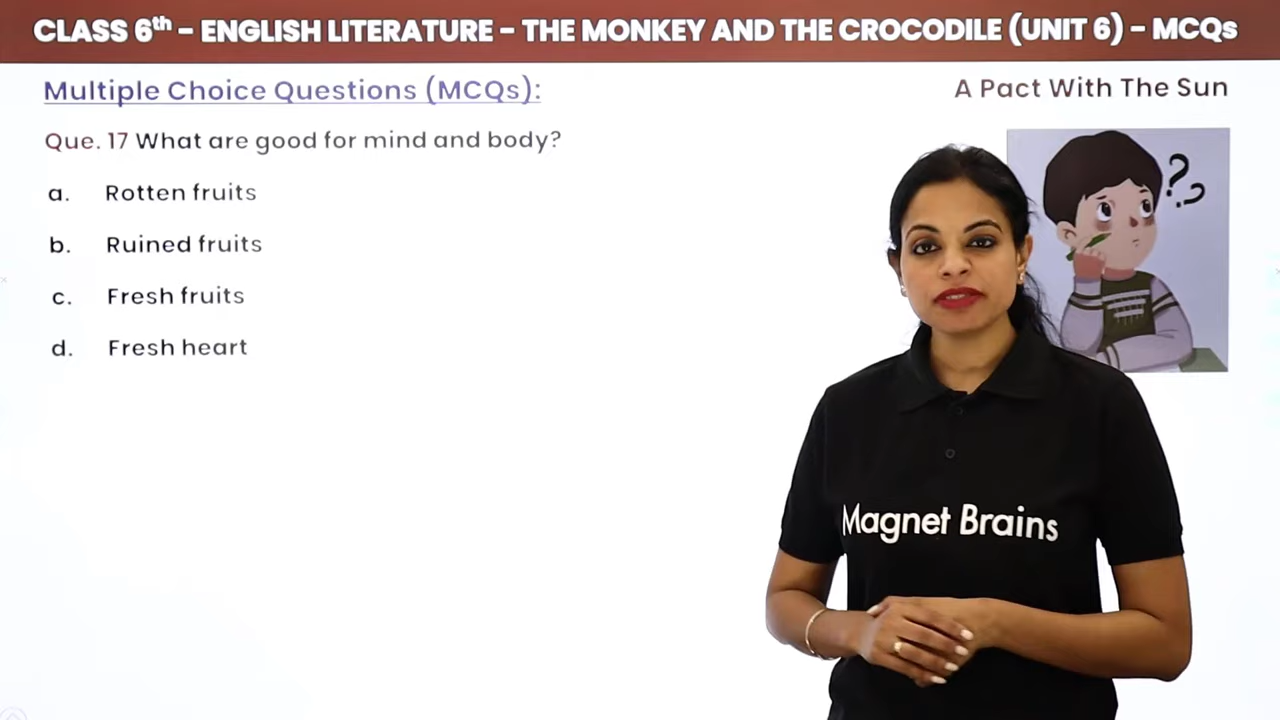 CLASS 6th - ENGLISH LITERATURE - THE MONKEY AND THE CROCODILE (UNIT 6) - MCQs
Multiple Choice Questions (MCQs):
A Pact With The Sun
Que. 17 What are good for mind and body?
a. Rotten fruits
b. Ruined fruits
c. Fresh fruits
d. Fresh heart
??
Magnet Brains